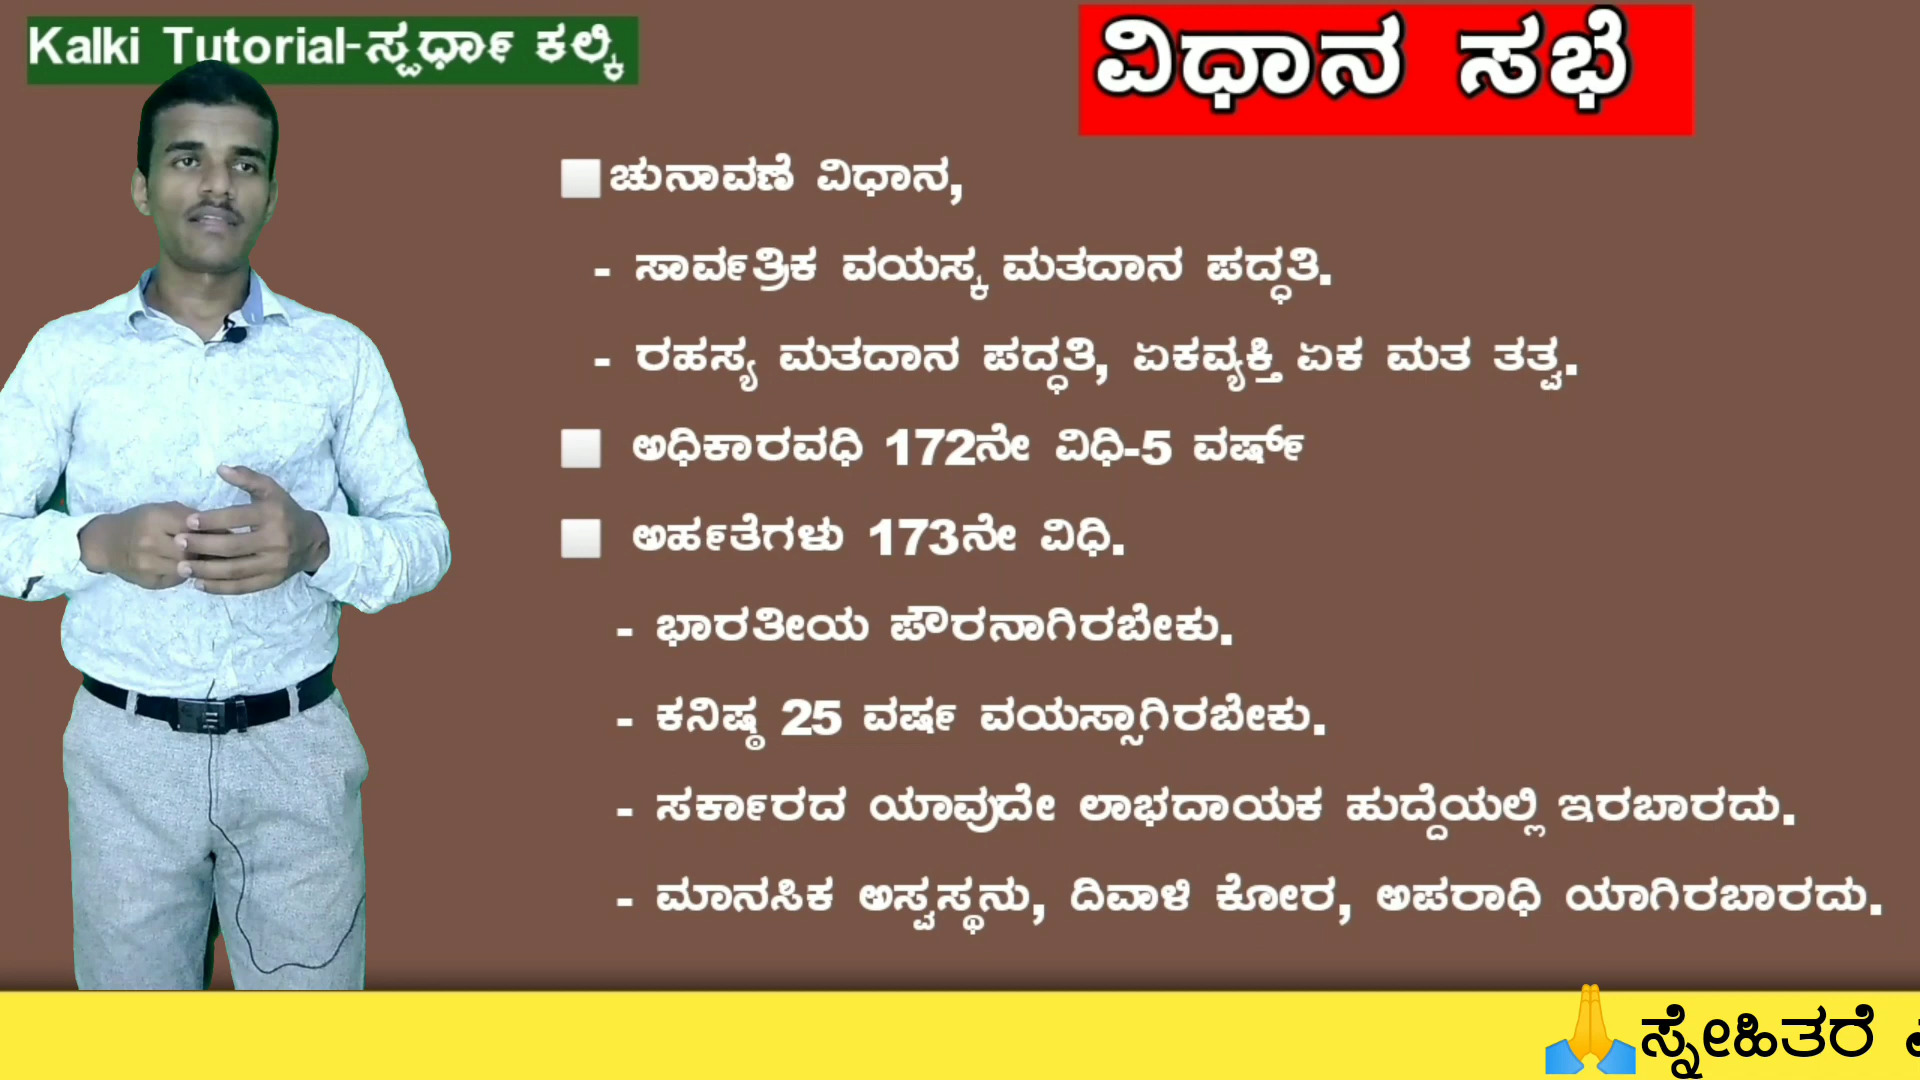 Kalki Tutorial-ಸ್ಪರ್ಧಾ ಕಲ್ಕಿ
ವಿಧಾನ ಸಭೆ
ಚುನಾವಣೆ ವಿಧಾನ,
- ಸಾರ್ವತ್ರಿಕ ವಯಸ್ಕ ಮತದಾನ ಪದ್ಧತಿ.
- ರಹಸ್ಯ ಮತದಾನ ಪದ್ಧತಿ, ಏಕವ್ಯಕ್ತಿ ಏಕ ಮತ ತತ್ವ.
ಅಧಿಕಾರವಧಿ 172ನೇ ವಿಧಿ-5 ವರ್ಷ್
ಅರ್ಹತೆಗಳು 173ನೇ ವಿಧಿ.
- ಭಾರತೀಯ ಪೌರನಾಗಿರಬೇಕು.
- ಕನಿಷ್ಠ 25 ವರ್ಷ ವಯಸ್ಸಾಗಿರಬೇಕು.
- ಸರ್ಕಾರದ ಯಾವುದೇ ಲಾಭದಾಯಕ ಹುದ್ದೆಯಲ್ಲಿ ಇರಬಾರದು.
- ಮಾನಸಿಕ ಅಸ್ವಸ್ಥನು, ದಿವಾಳಿ ಕೋರ, ಅಪರಾಧಿ ಯಾಗಿರಬಾರದು.
ಸ್ನೇಹಿತರೆ